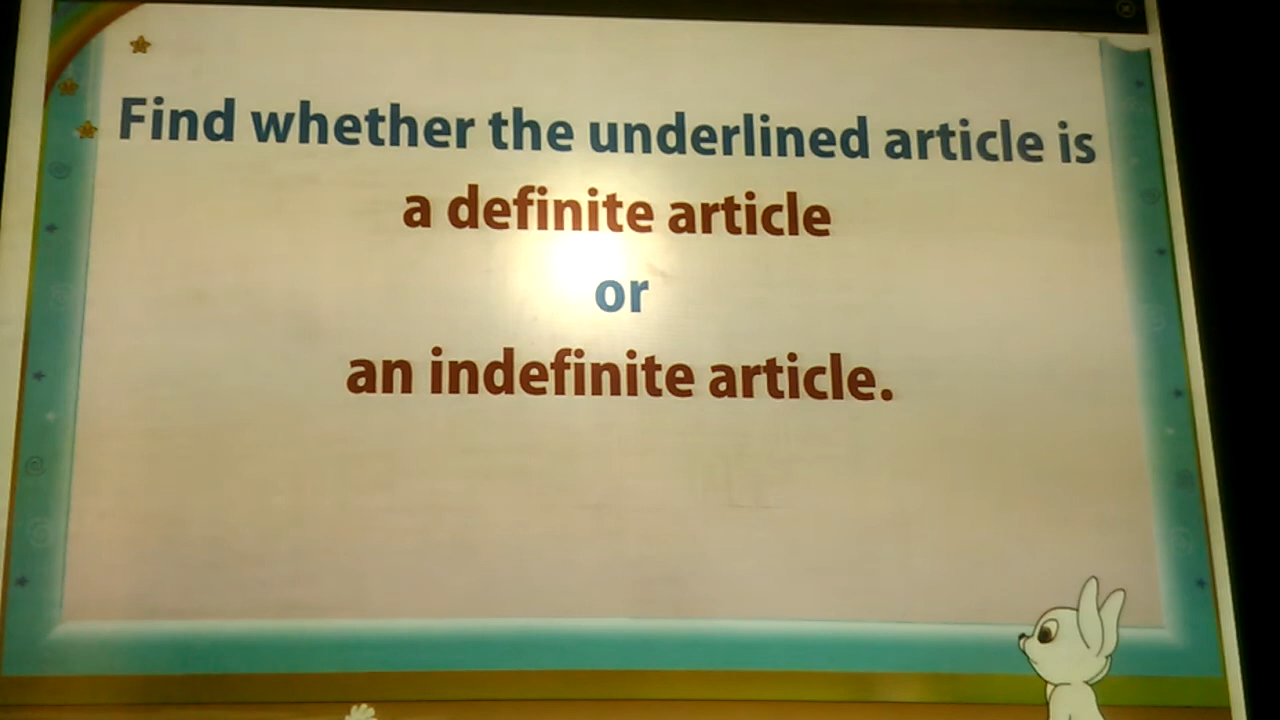 Find whether the underlined article is
a definite article
or
an indefinite article.